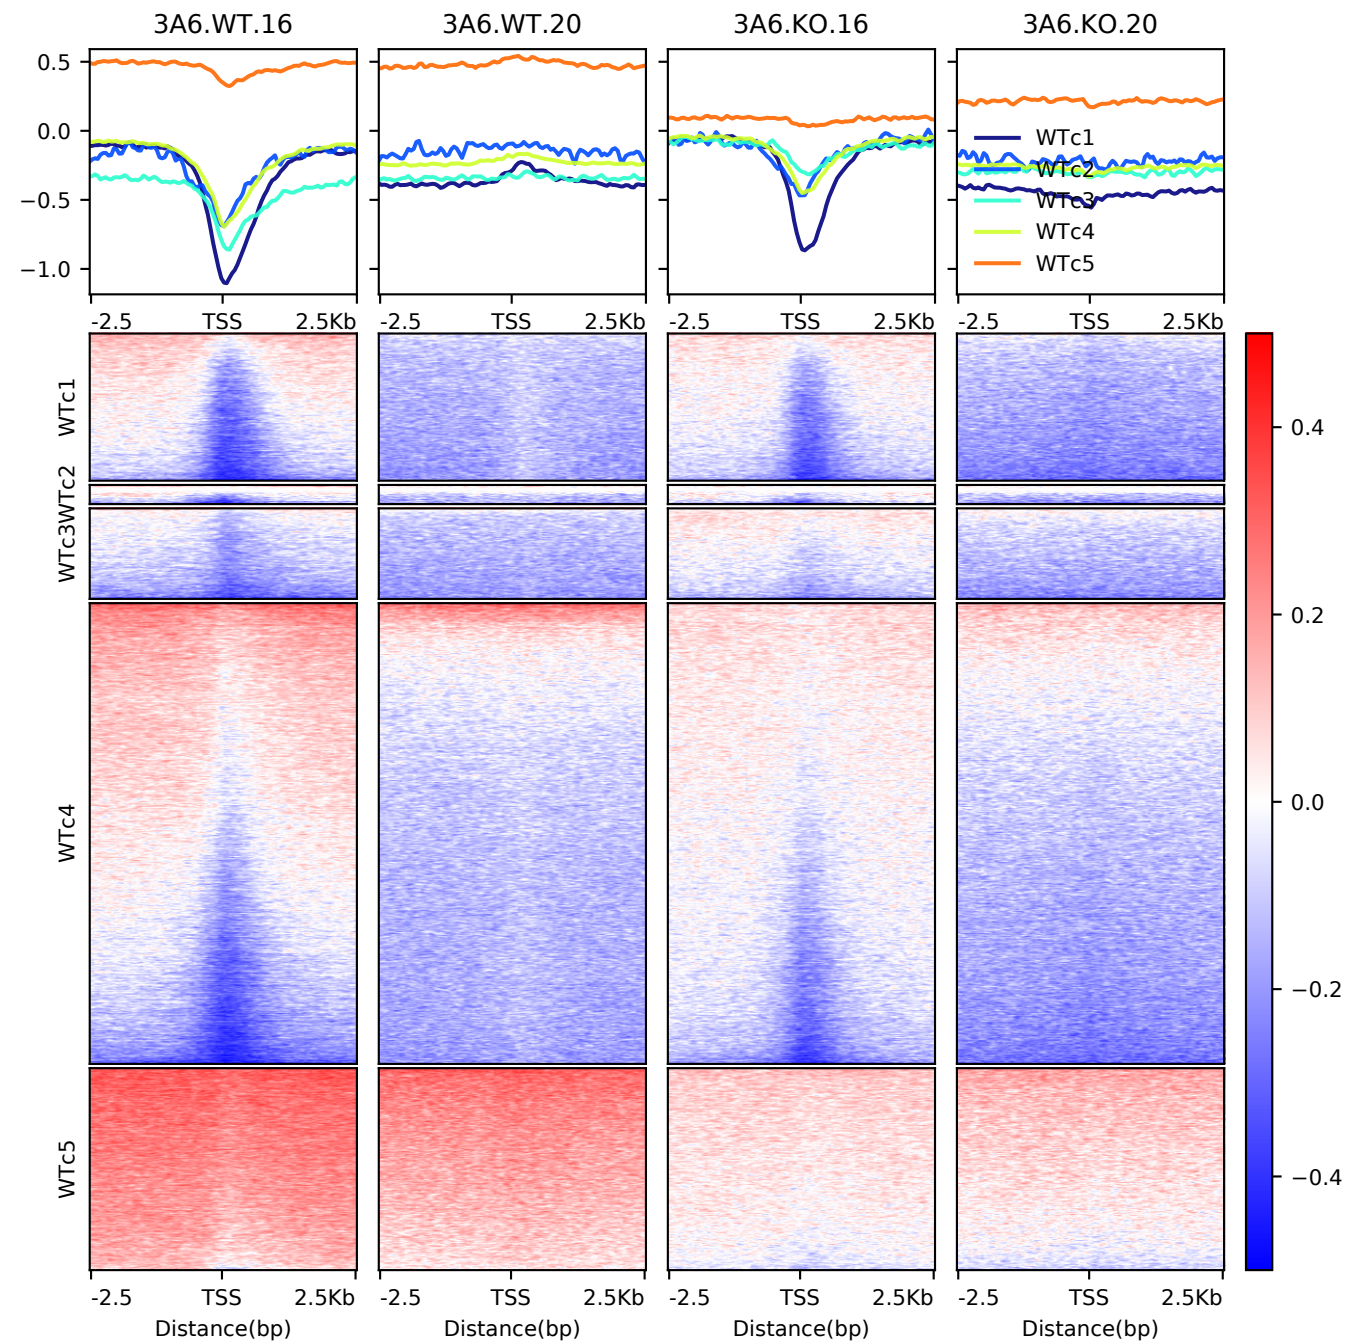 3A6.WT.16 3A6.WT.20 3A6.KO.16 3A6.KO.20
0.5
0.0
−0.5
−1.0
WTc1
WTc2
WTc3
WTc4
WTc5
-2.5 TSS 2.5Kb -2.5 TSS 2.5Kb -2.5 TSS 2.5Kb -2.5 TSS 2.5Kb
WTc1
WTc2
WTc3
WTc4
WTc5
0.4
0.2
0.0
−0.2
−0.4
-2.5 TSS 2.5Kb -2.5 TSS 2.5Kb -2.5 TSS 2.5Kb -2.5 TSS 2.5Kb
Distance(bp) Distance(bp) Distance(bp) Distance(bp)